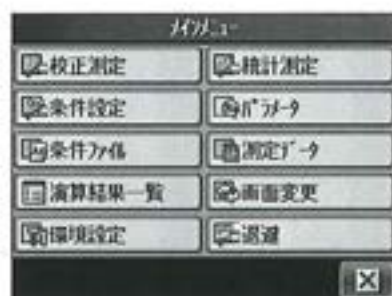 メインメニュー
校正測定
統計測定
条件設定
パラメータ
条件ファイル
測定データ
演算結果一覧
画面変更
環境設定
退避